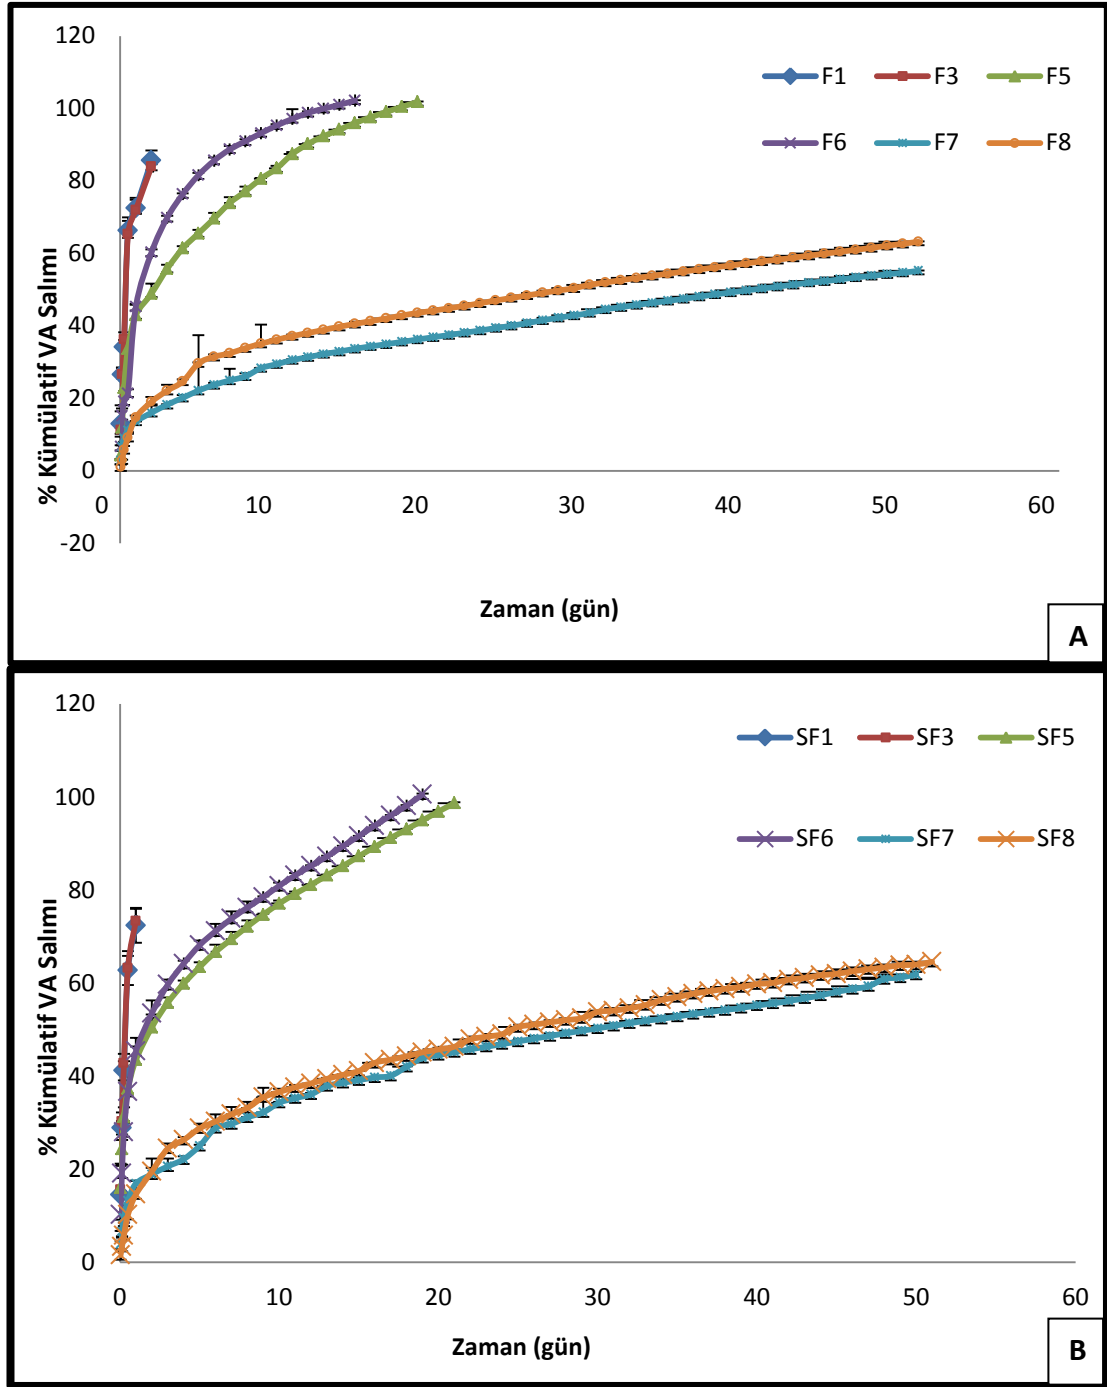 120
100
80
60
40
20
0
-20
% Kümülatif VA Salımı
F1 F3 F5
F6 F7 F8
0 10 20 30 40 50 60
Zaman (gün)
A
120
100
80
60
40
20
0
% Kümülatif VA Salımı
SF1 SF3 SF5
SF6 SF7 SF8
0 10 20 30 40 50 60
Zaman (gün)
B